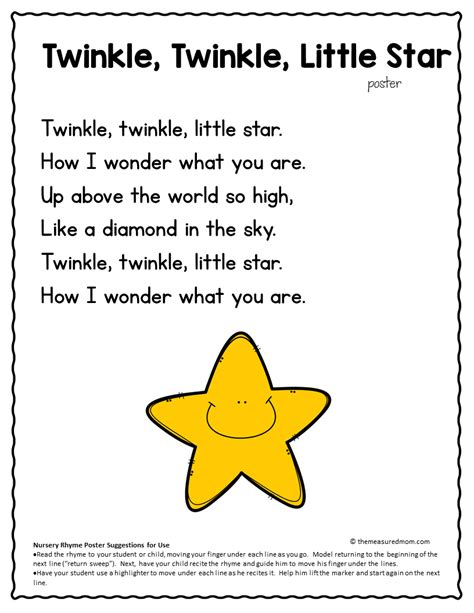 Twinkle, Twinkle, Little Star
poster
Twinkle, twinkle, little star.
How I wonder what you are.
Up above the world so high,
Like a diamond in the sky.
Twinkle, twinkle, little star.
How I wonder what you are.
© themeasuredmom.com
Nursery Rhyme Poster Suggestions for Use
●Read the rhyme to your student or child, moving your finger under each line as you go. Model returning to the beginning of the
next line ("return sweep"). Next, have your child recite the rhyme and guide him to move his finger under the lines.
●Have your student use a highlighter to move under each line as he recites it. Help him lift the marker and start again on the next
line.